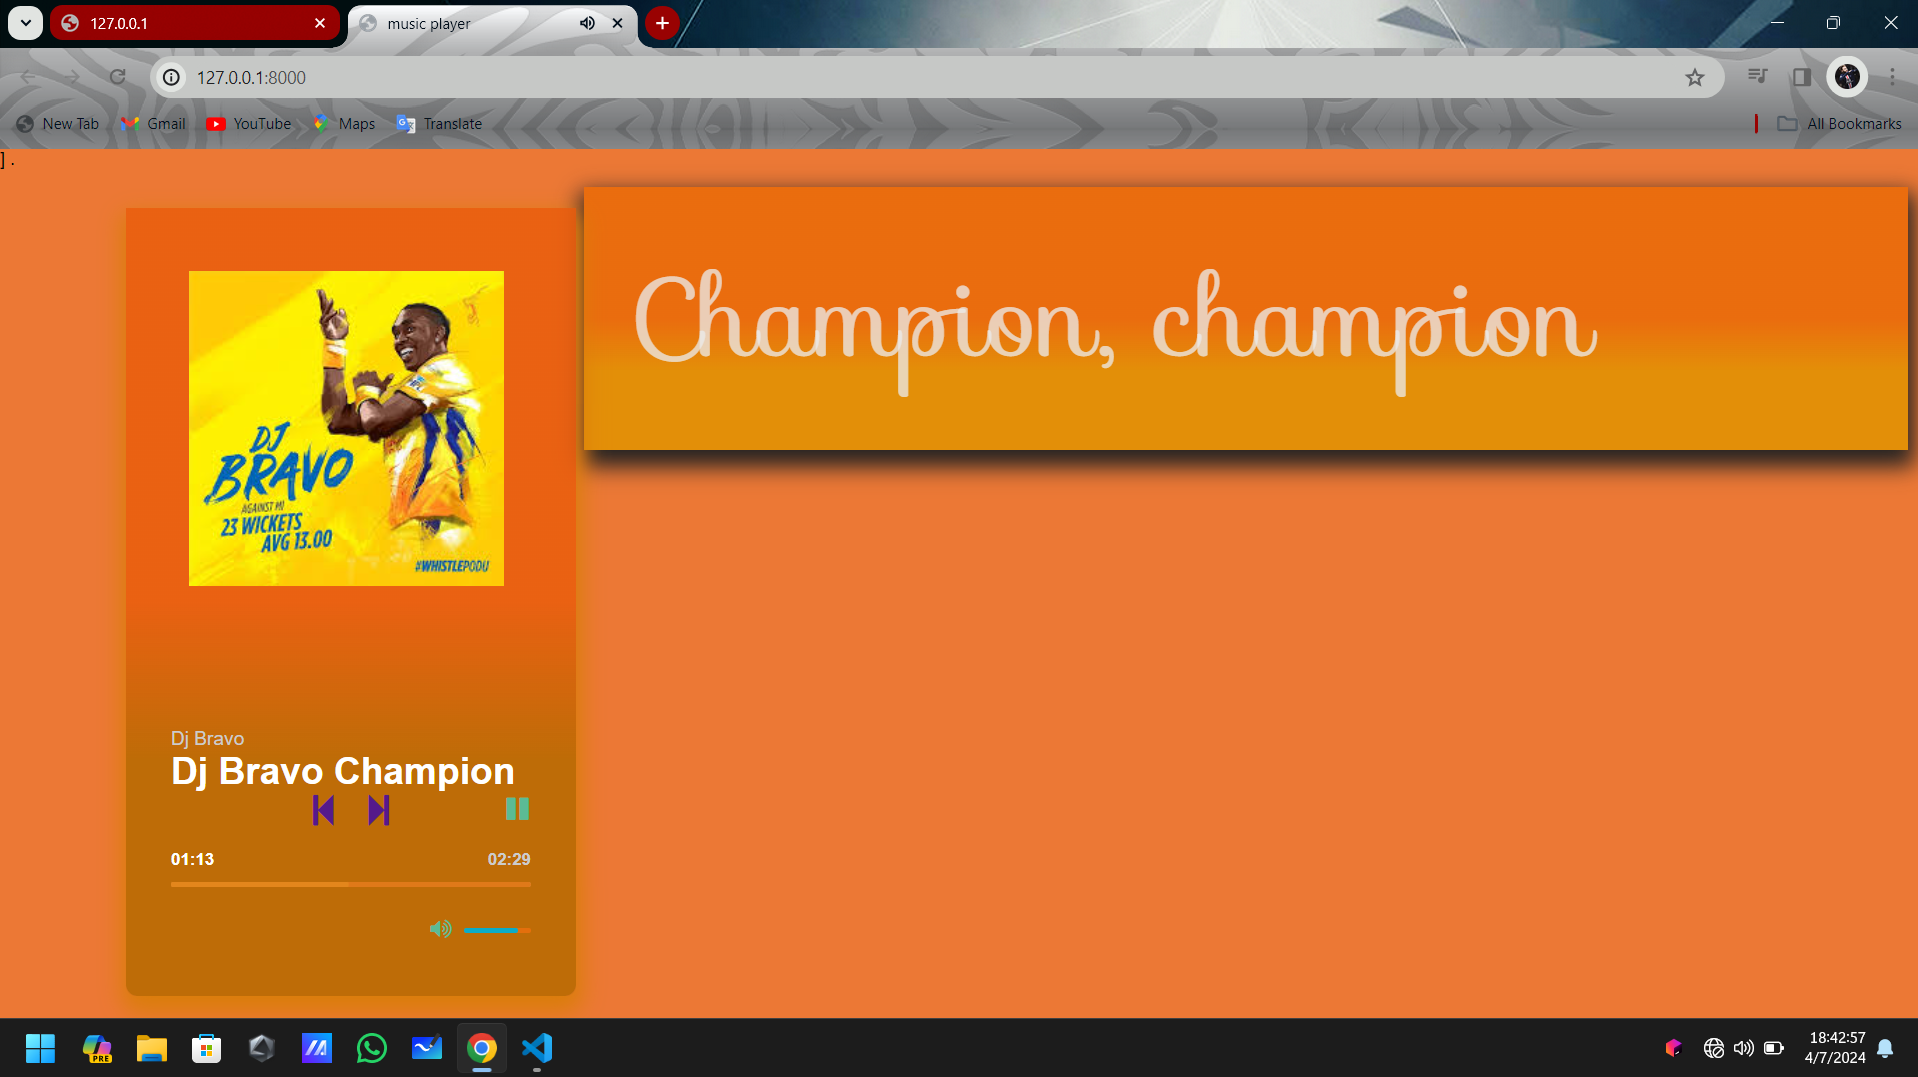 127.0.0.1
music player
127.0.0.1:8000
New Tab
Gmail
YouTube
Maps
Translate
All Bookmarks
] .
Champion, champion
DJ
BRAVO
AGAINST MI
23 WICKETS
AVG 13.00
#WHISTLEPODU
Dj Bravo
Dj Bravo Champion
01:13
02:29
PRE
18:42:57
4/7/2024